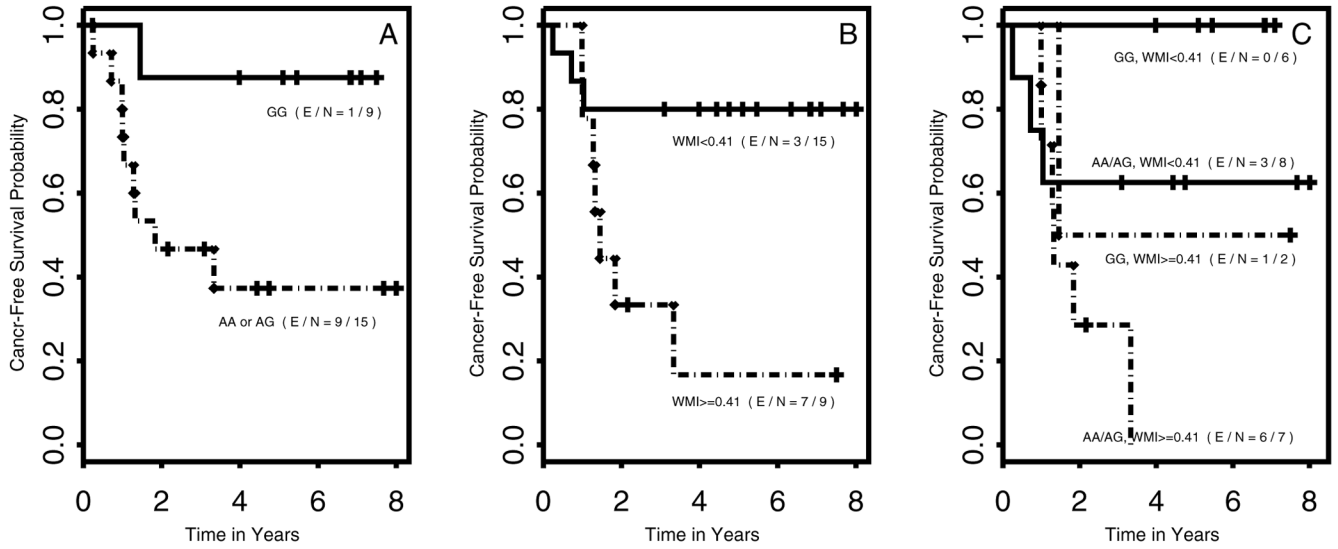 A
1.0
0.8
0.6
0.4
0.2
0.0
Cancr-Free Survival Probability
GG ( E / N = 1 / 9 )
AA or AG ( E / N = 9 / 15 )
0 2 4 6 8
Time in Years
B
1.0
0.8
0.6
0.4
0.2
0.0
Cancer-Free Survival Probability
WMI<0.41 ( E / N = 3 / 15 )
WMI>=0.41 ( E / N = 7 / 9 )
0 2 4 6 8
Time in Years
C
1.0
0.8
0.6
0.4
0.2
0.0
Cancer-Free Survival Probability
GG, WMI<0.41 ( E / N = 0 / 6 )
AA/AG, WMI<0.41 ( E / N = 3 / 8 )
GG, WMI>=0.41 ( E / N = 1 / 2 )
AA/AG, WMI>=0.41 ( E / N = 6 / 7 )
0 2 4 6 8
Time in Years